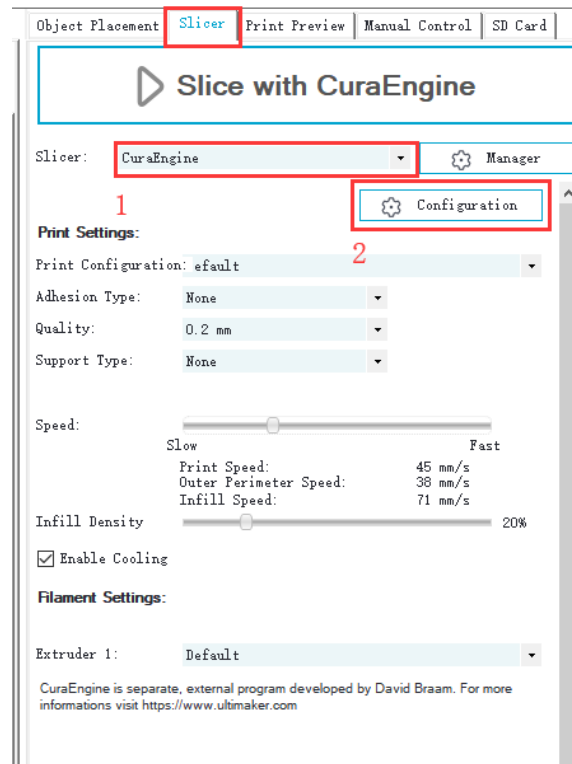 Object Placement Slicer Print Preview Manual Control SD Card
Slice with CuraEngine
Slicer: CuraEngine Manager
1
Configuration
2
Print Settings:
Print Configuration: efault
Adhesion Type: None
Quality: 0.2 mm
Support Type: None
Speed:
Slow Fast
Print Speed: 45 mm/s
Outer Perimeter Speed: 38 mm/s
Infill Speed: 71 mm/s
Infill Density 20%
Enable Cooling
Filament Settings:
Extruder 1: Default
CuraEngine is separate, external program developed by David Braam. For more
informations visit https://www.ultimaker.com